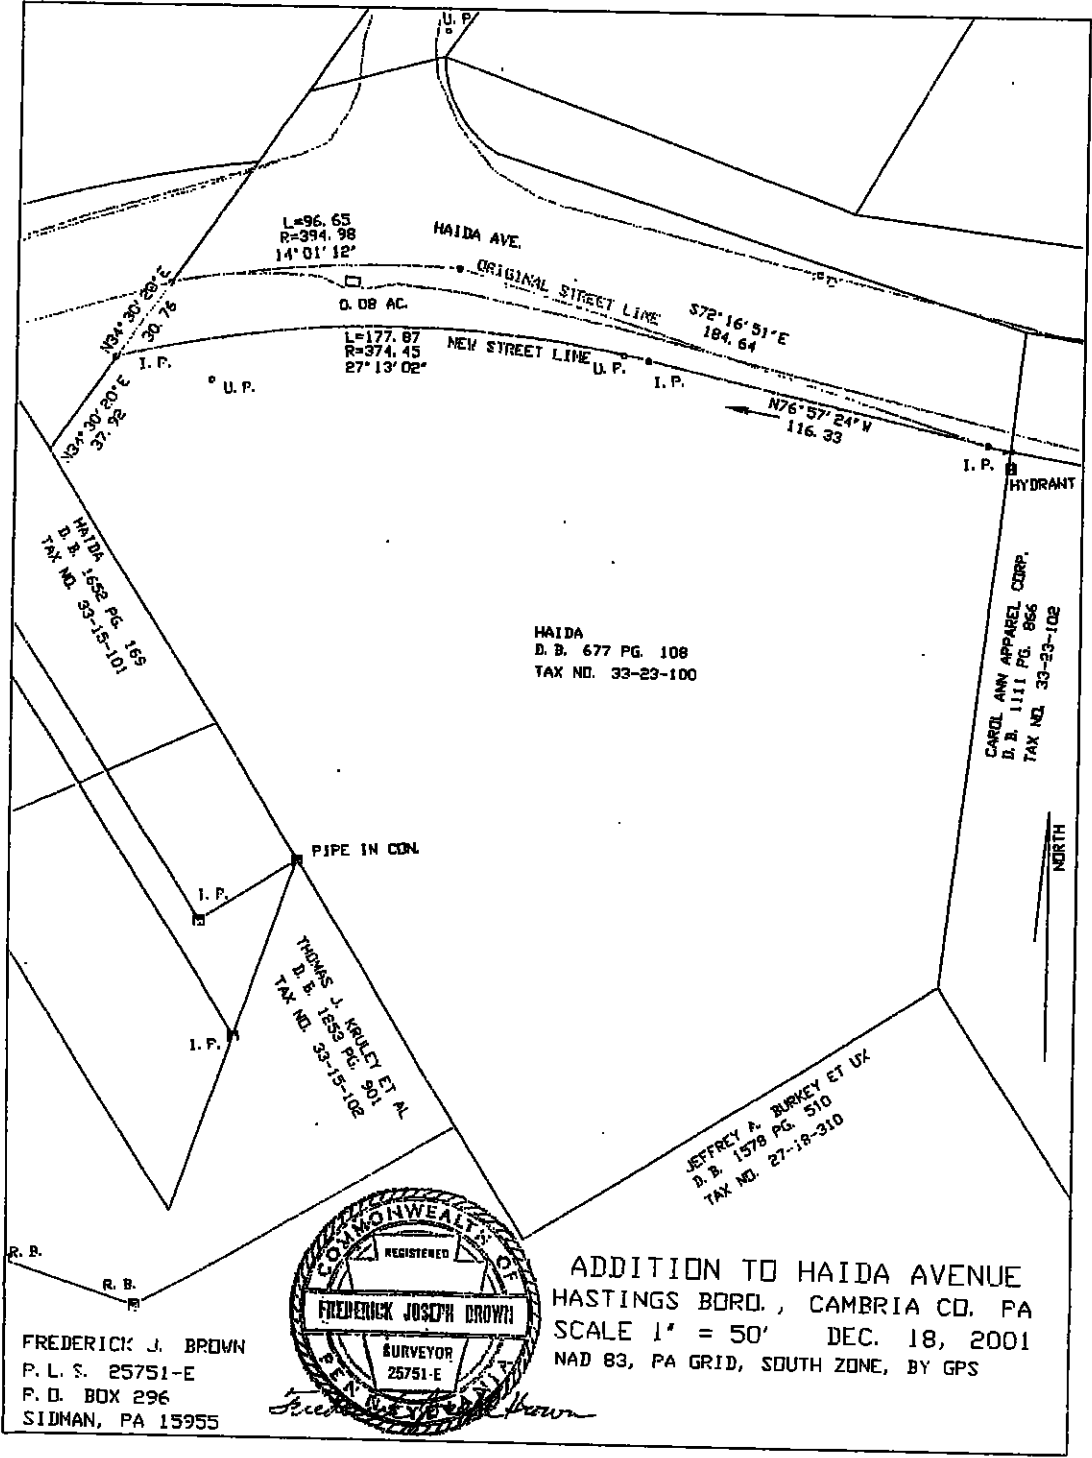 U. P.
L=96.65
R=394.98
14°01'12"
HAIDA AVE.
ORIGINAL STREET LINE
S72°16'51"E
184.64
0.08 AC.
N34°30'20"E
30.76
I. P.
L=177.87
R=374.45
27°13'02"
NEW STREET LINE
U. P.
I. P.
U. P.
N34°30'20"E
37.92
N76°57'24"W
116.33
I. P.
HYDRANT
HAIDA
D. B. 1652 PG. 169
TAX NO. 33-15-101
HAIDA
D. B. 677 PG. 108
TAX NO. 33-23-100
CAROL ANN APPAREL CORP.
D. B. 1111 PG. 866
TAX NO. 33-23-102
NORTH
PIPE IN CON.
I. P.
THOMAS J. KRULEY ET AL
D. B. 1253 PG. 901
TAX NO. 33-15-102
I. P.
JEFFREY A. BURKEY ET UX
D. B. 1578 PG. 510
TAX NO. 27-18-310
R. B.
R. B.
COMMONWEALTH OF
REGISTERED
FREDERICK JOSEPH BROWN
SURVEYOR
25751-E
PENNSYLVANIA
Frederick Joseph Brown
ADDITION TO HAIDA AVENUE
HASTINGS BORO., CAMBRIA CO. PA
SCALE 1" = 50' DEC. 18, 2001
NAD 83, PA GRID, SOUTH ZONE, BY GPS
FREDERICK J. BROWN
P. L. S. 25751-E
P. O. BOX 296
SIDMAN, PA 15955